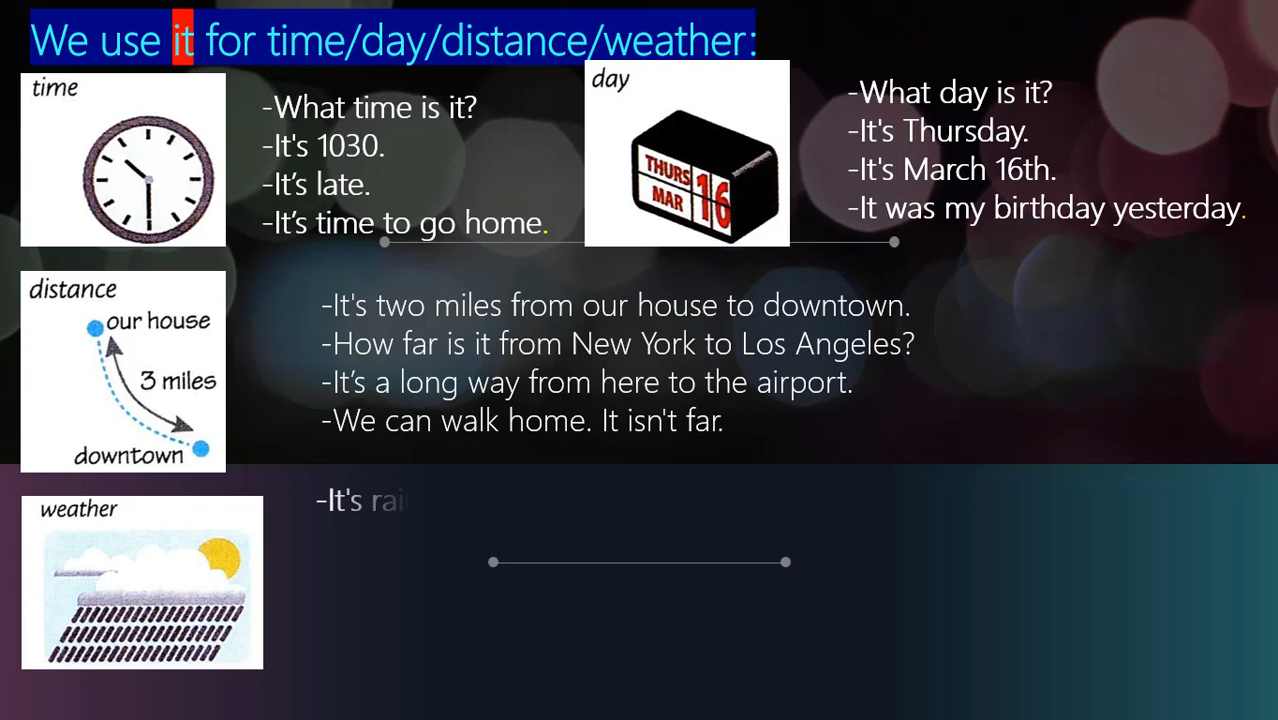 We use it for time/day/distance/weather:
time
-What time is it?
-It's 1030.
-It’s late.
-It’s time to go home.
day
THURS
MAR
16
-What day is it?
-It's Thursday.
-It's March 16th.
-It was my birthday yesterday.
distance
our house
3 miles
downtown
-It's two miles from our house to downtown.
-How far is it from New York to Los Angeles?
-It’s a long way from here to the airport.
-We can walk home. It isn't far.
weather
-It's rai